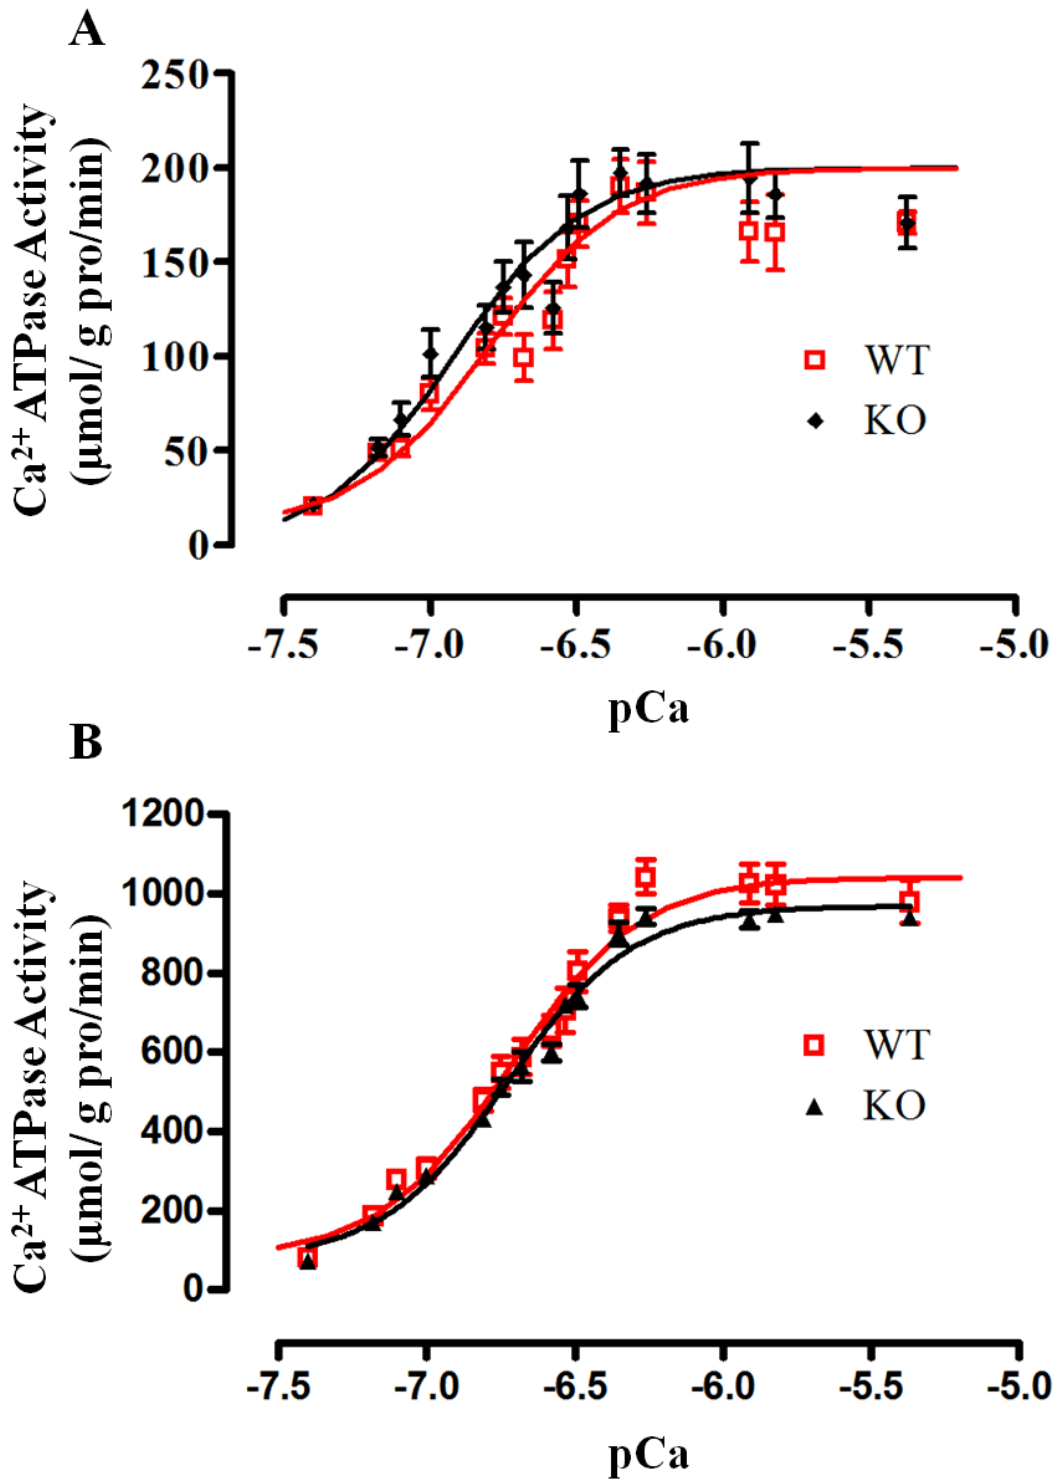 A
Ca²⁺ ATPase Activity
(µmol/ g pro/min)
250
200
150
100
50
0
WT
KO
-7.5 -7.0 -6.5 -6.0 -5.5 -5.0
pCa
B
Ca²⁺ ATPase Activity
(µmol/ g pro/min)
1200
1000
800
600
400
200
0
WT
KO
-7.5 -7.0 -6.5 -6.0 -5.5 -5.0
pCa